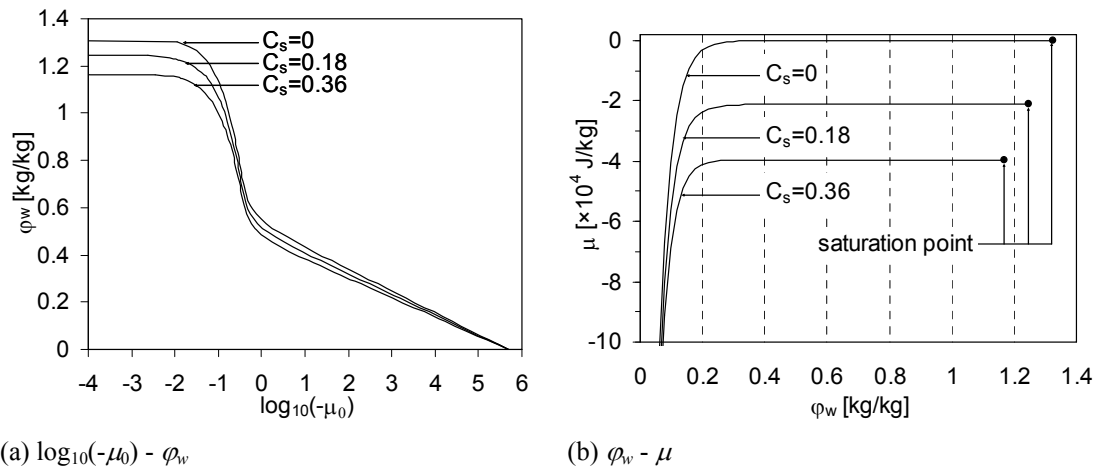 1.4
1.2
1
0.8
0.6
0.4
0.2
0
φw [kg/kg]
Cs=0
Cs=0.18
Cs=0.36
-4 -3 -2 -1 0 1 2 3 4 5 6
log10(-μ0)
(a) log10(-μ0) - φw
0
-2
-4
-6
-8
-10
μ [×10⁴ J/kg]
Cs=0
Cs=0.18
Cs=0.36
saturation point
0 0.2 0.4 0.6 0.8 1 1.2 1.4
φw [kg/kg]
(b) φw - μ